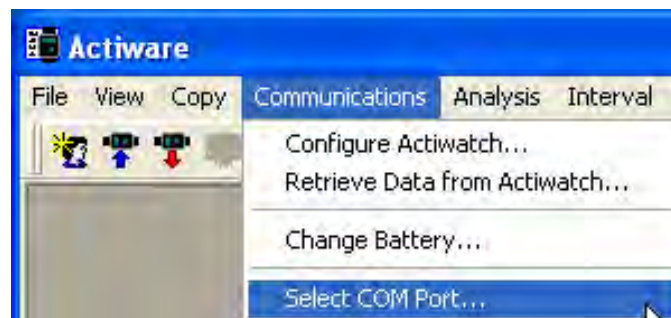 Actiware
File View Copy Communications Analysis Interval
Configure Actiwatch...
Retrieve Data from Actiwatch...
Change Battery...
Select COM Port...